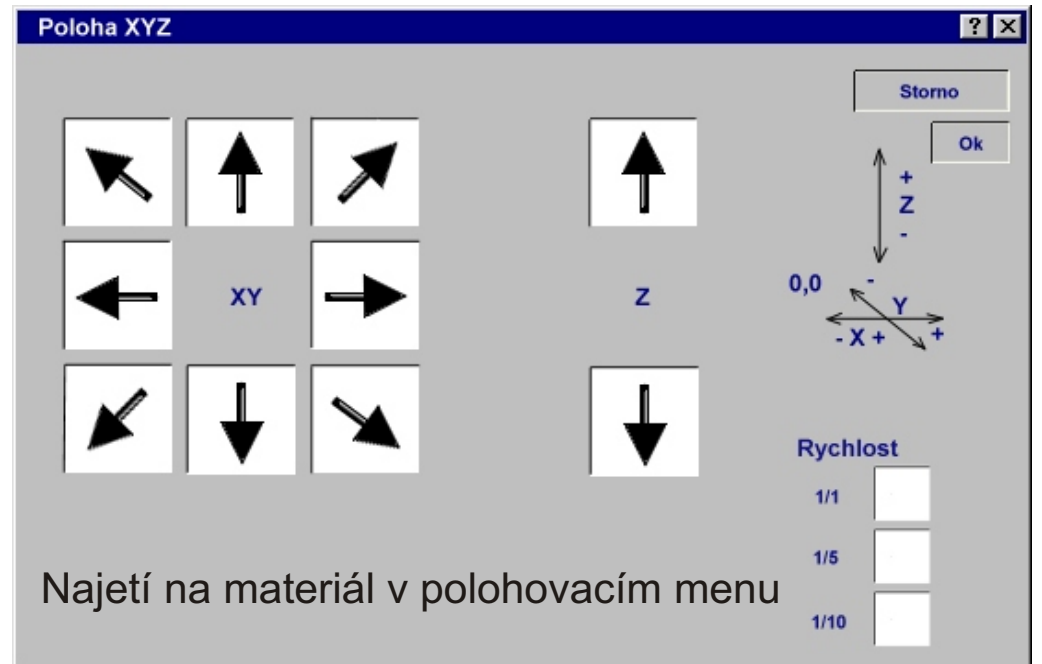 Poloha XYZ
? X
Storno
Ok
+
Z
-
XY
Z
0,0
-
Y
- X +
+
Rychlost
1/1
1/5
1/10
Najetí na materiál v polohovacím menu